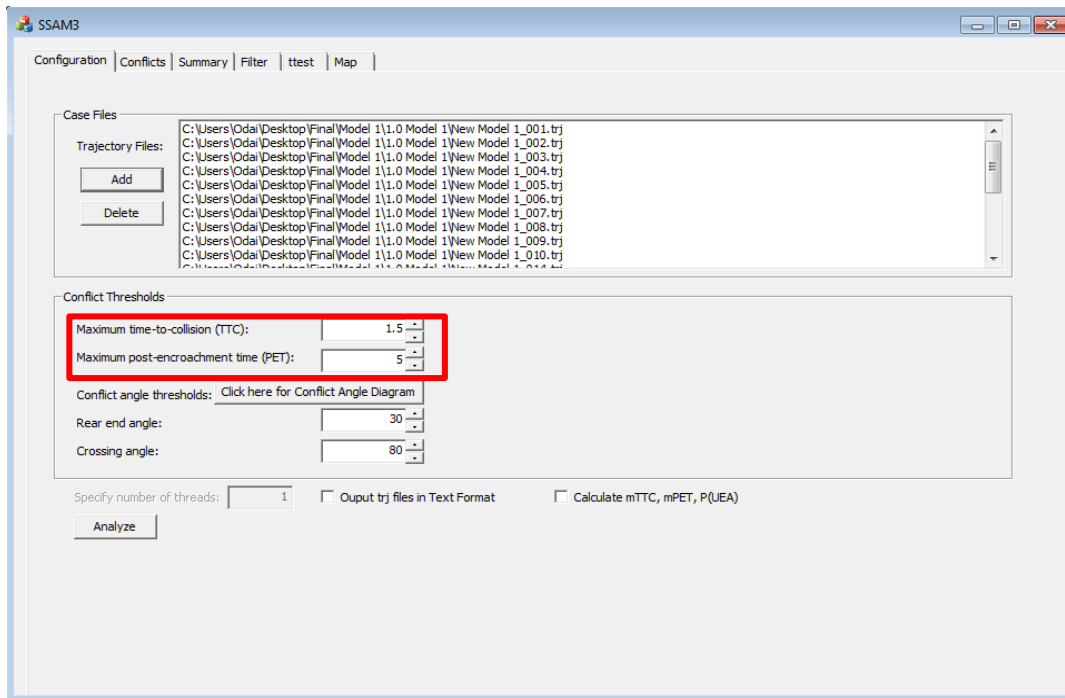 SSAM3
Configuration Conflicts Summary Filter ttest Map
Case Files
Trajectory Files:
Add
Delete
C:\Users\Odai\Desktop\Final\Model 1\1.0 Model 1\New Model 1_001.trj
C:\Users\Odai\Desktop\Final\Model 1\1.0 Model 1\New Model 1_002.trj
C:\Users\Odai\Desktop\Final\Model 1\1.0 Model 1\New Model 1_003.trj
C:\Users\Odai\Desktop\Final\Model 1\1.0 Model 1\New Model 1_004.trj
C:\Users\Odai\Desktop\Final\Model 1\1.0 Model 1\New Model 1_005.trj
C:\Users\Odai\Desktop\Final\Model 1\1.0 Model 1\New Model 1_006.trj
C:\Users\Odai\Desktop\Final\Model 1\1.0 Model 1\New Model 1_007.trj
C:\Users\Odai\Desktop\Final\Model 1\1.0 Model 1\New Model 1_008.trj
C:\Users\Odai\Desktop\Final\Model 1\1.0 Model 1\New Model 1_009.trj
C:\Users\Odai\Desktop\Final\Model 1\1.0 Model 1\New Model 1_010.trj
Conflict Thresholds
Maximum time-to-collision (TTC): 1.5
Maximum post-encroachment time (PET): 5
Conflict angle thresholds: Click here for Conflict Angle Diagram
Rear end angle: 30
Crossing angle: 80
Specify number of threads: 1 Ouput trj files in Text Format Calculate mTTC, mPET, P(UEA)
Analyze